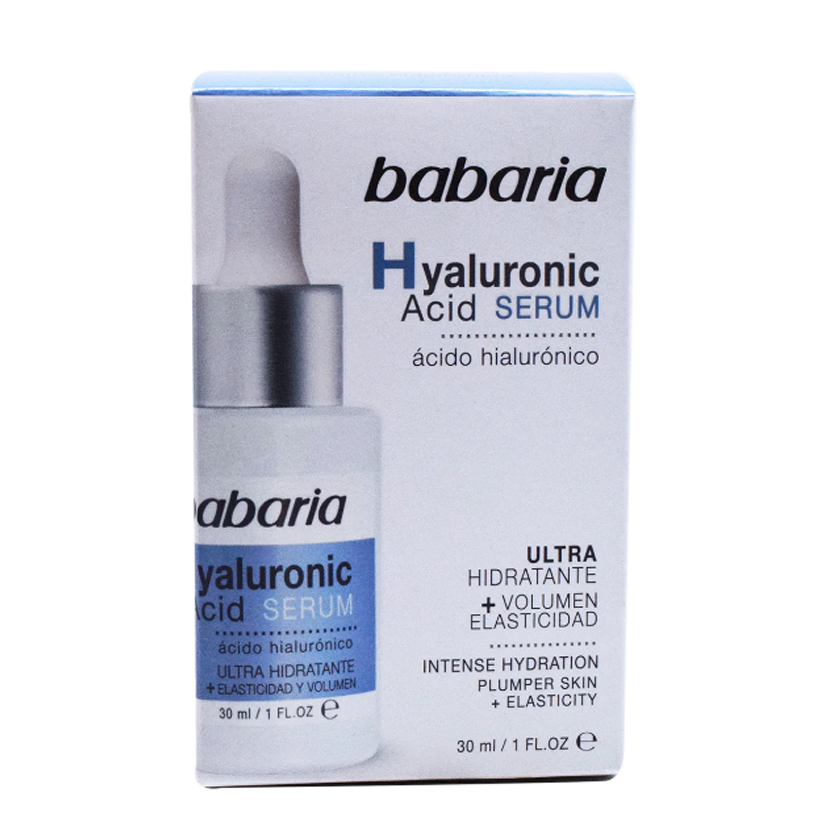 babaria
Hyaluronic
Acid SERUM
ácido hialurónico
ULTRA
HIDRATANTE
+ VOLUMEN
ELASTICIDAD
INTENSE HYDRATION
PLUMPER SKIN
+ ELASTICITY
30 ml / 1 FL.OZ ℮
abaria
yaluronic
Acid SERUM
ácido hialurónico
ULTRA HIDRATANTE
+ ELASTICIDAD Y VOLUMEN
30 ml / 1 FL.OZ ℮